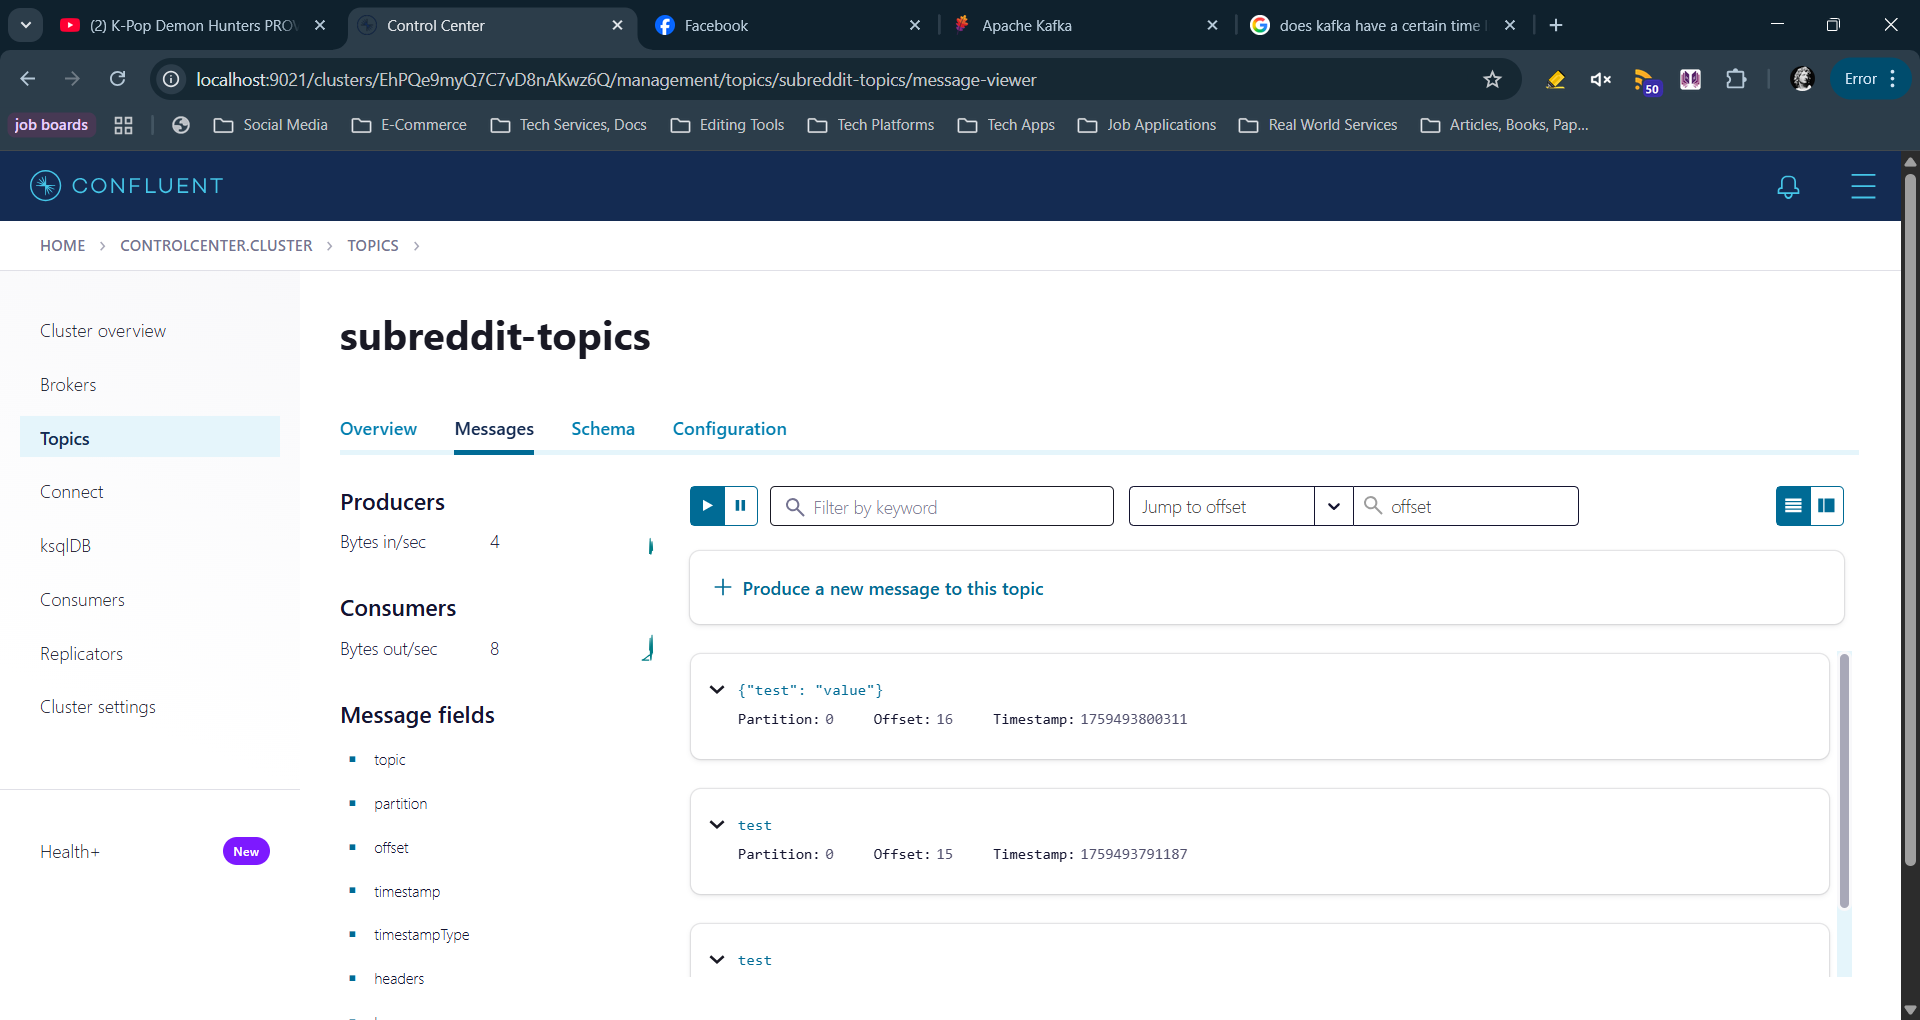 (2) K-Pop Demon Hunters PROV
Control Center
Facebook
Apache Kafka
does kafka have a certain time
localhost:9021/clusters/EhPQe9myQ7C7vD8nAKwz6Q/management/topics/subreddit-topics/message-viewer
50
Error
job boards
Social Media
E-Commerce
Tech Services, Docs
Editing Tools
Tech Platforms
Tech Apps
Job Applications
Real World Services
Articles, Books, Pap...
CONFLUENT
HOME > CONTROLCENTER.CLUSTER > TOPICS >
Cluster overview
Brokers
Topics
Connect
ksqlDB
Consumers
Replicators
Cluster settings
Health+
New
subreddit-topics
Overview
Messages
Schema
Configuration
Producers
Bytes in/sec 4
Consumers
Bytes out/sec 8
Message fields
topic
partition
offset
timestamp
timestampType
headers
Filter by keyword
Jump to offset
offset
+ Produce a new message to this topic
{"test": "value"}
Partition: 0 Offset: 16 Timestamp: 1759493800311
test
Partition: 0 Offset: 15 Timestamp: 1759493791187
test